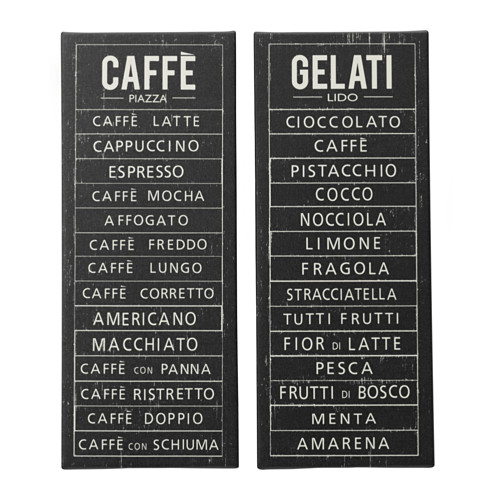 CAFFÈ
PIAZZA
CAFFÈ LATTE
CAPPUCCINO
ESPRESSO
CAFFÈ MOCHA
AFFOGATO
CAFFÈ FREDDO
CAFFÈ LUNGO
CAFFÈ CORRETTO
AMERICANO
MACCHIATO
CAFFÈ CON PANNA
CAFFÈ RISTRETTO
CAFFÈ DOPPIO
CAFFÈ CON SCHIUMA
GELATI
LIDO
CIOCCOLATO
CAFFÈ
PISTACCHIO
COCCO
NOCCIOLA
LIMONE
FRAGOLA
STRACCIATELLA
TUTTI FRUTTI
FIOR DI LATTE
PESCA
FRUTTI DI BOSCO
MENTA
AMARENA